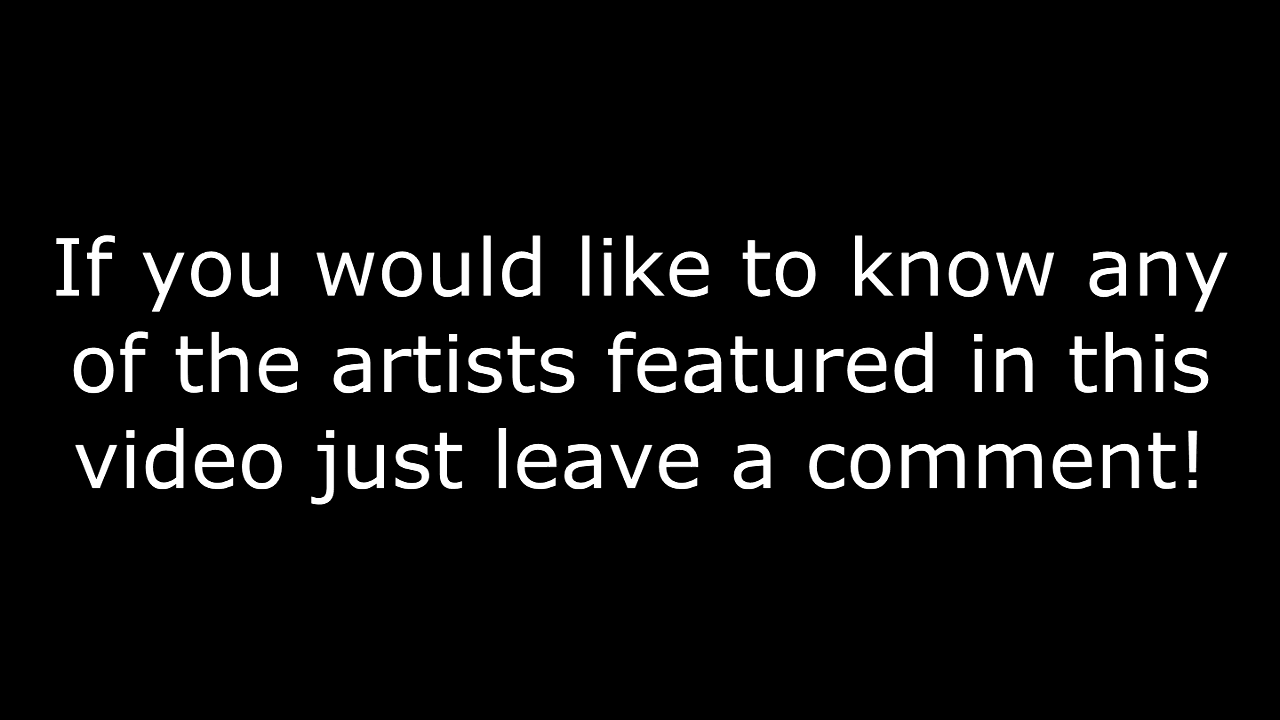 If you would like to know any
of the artists featured in this
video just leave a comment!